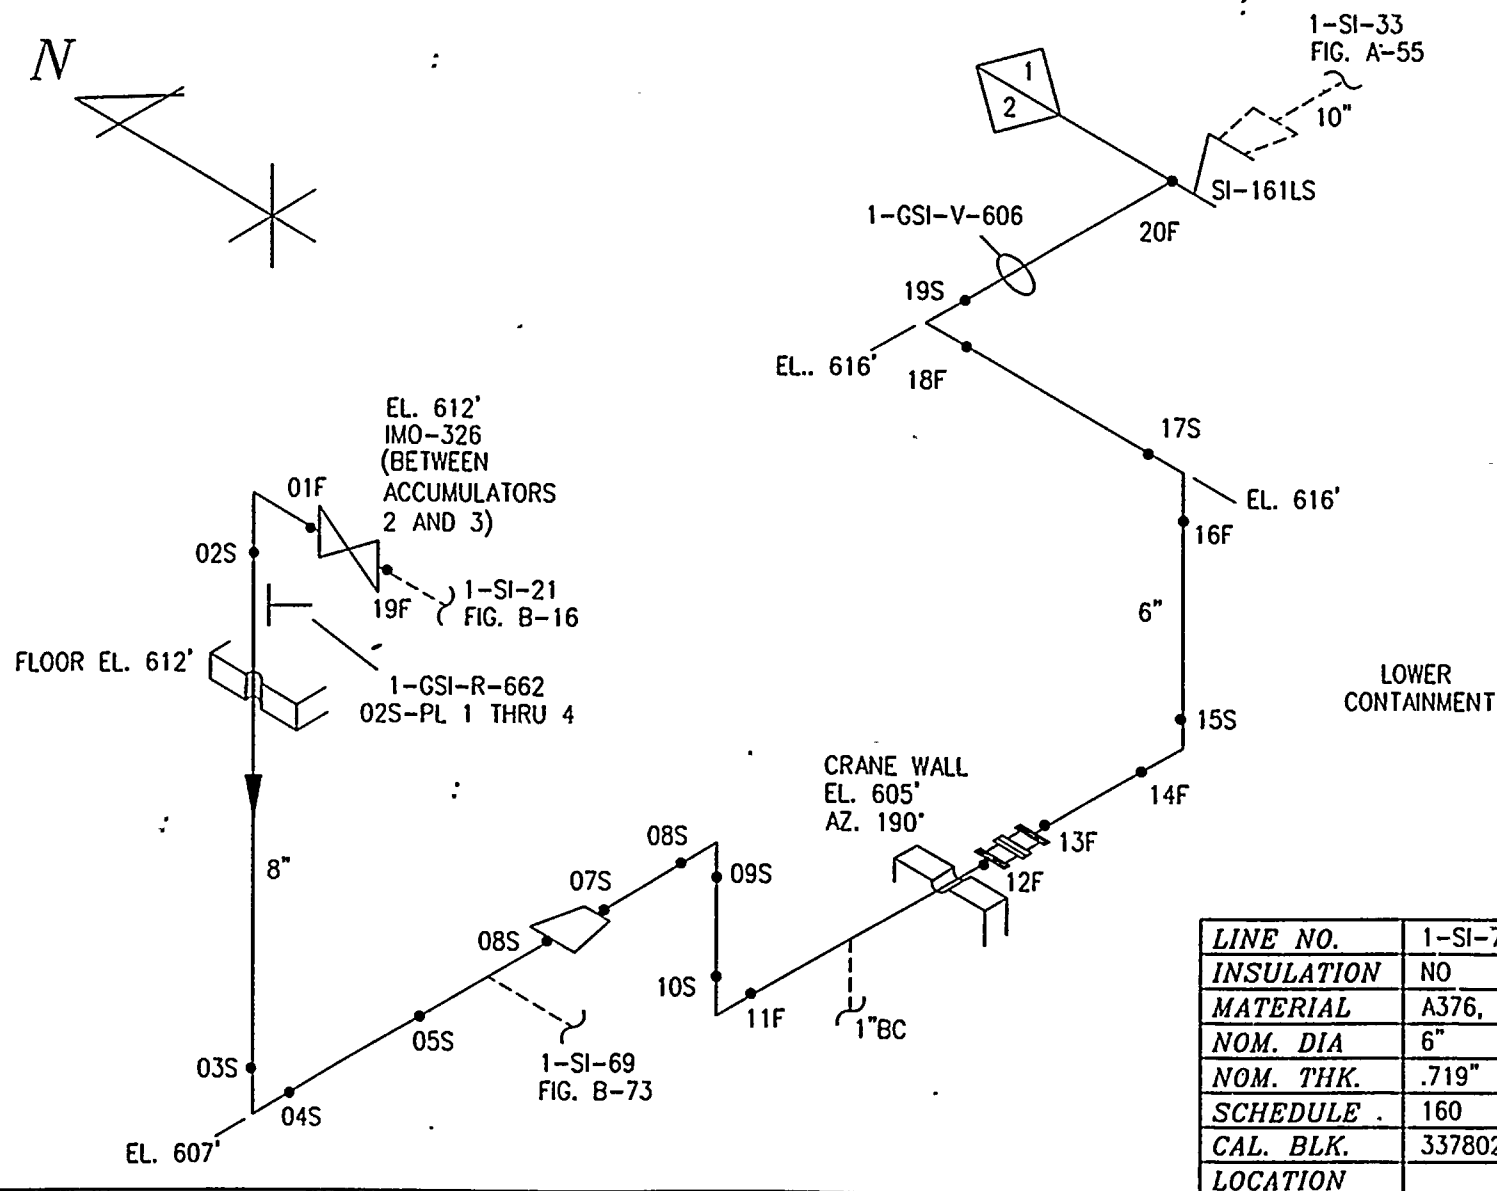 N
1-SI-33
FIG. A-55
10"
1
2
SI-161LS
20F
1-GSI-V-606
19S
EL.. 616'
18F
17S
EL. 616'
16F
6"
15S
14F
LOWER
CONTAINMENT
EL. 612'
IMO-326
(BETWEEN
ACCUMULATORS
2 AND 3)
01F
02S
19F
1-SI-21
FIG. B-16
FLOOR EL. 612'
1-GSI-R-662
02S-PL 1 THRU 4
8"
CRANE WALL
EL. 605'
AZ. 190°
13F
12F
08S
09S
07S
08S
10S
11F
1"BC
05S
1-SI-69
FIG. B-73
03S
04S
EL. 607'
LINE NO. 1-SI-7
INSULATION NO
MATERIAL A376,
NOM. DIA 6"
NOM. THK. .719"
SCHEDULE . 160
CAL. BLK. 337802
LOCATION